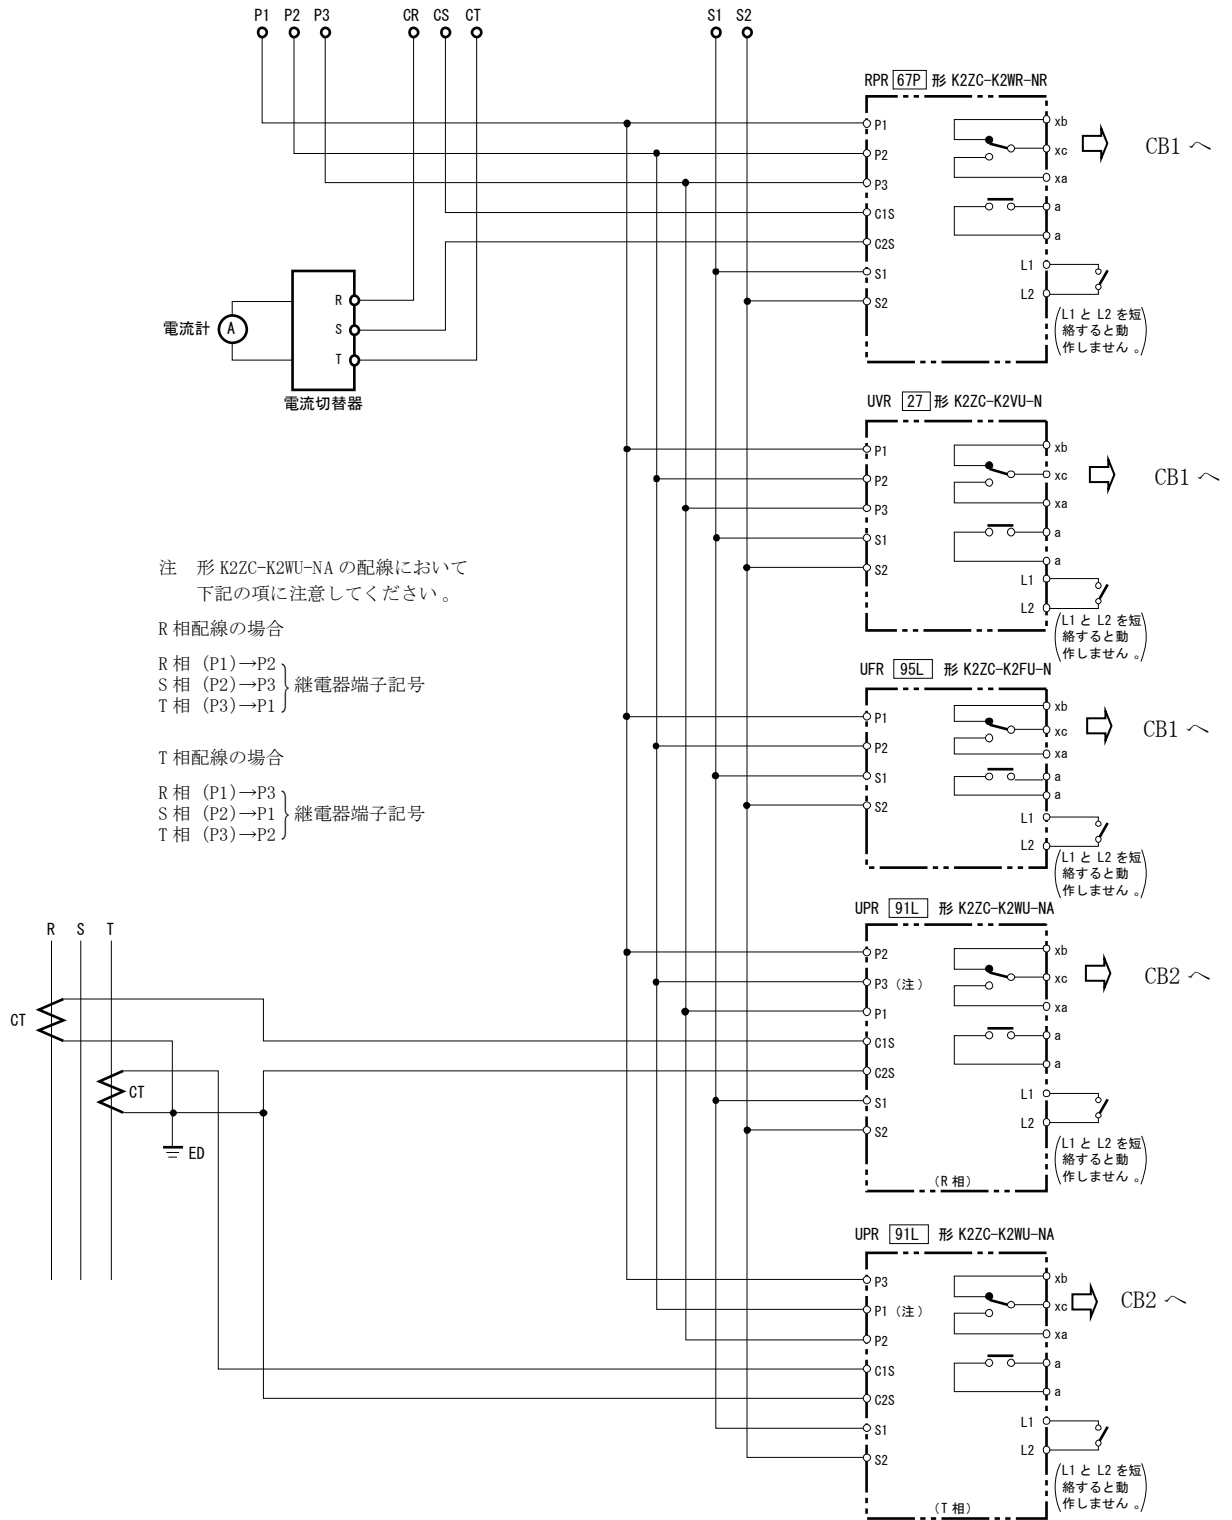 P1 P2 P3 CR CS CT S1 S2
RPR 67P 形 K2ZC-K2WR-NR
P1
P2
P3
C1S
C2S
S1
S2
xb
xc
xa
a
a
L1
L2
CB1 へ
(L1 と L2 を短
絡すると動
作しません 。)
R
S
T
電流計 A
電流切替器
UVR 27 形 K2ZC-K2VU-N
P1
P2
P3
S1
S2
xb
xc
xa
a
a
L1
L2
CB1 へ
(L1 と L2 を短
絡すると動
作しません 。)
注 形 K2ZC-K2WU-NA の配線において
下記の項に注意してください 。
R 相配線の場合
R 相 (P1)→P2
S 相 (P2)→P3 継電器端子記号
T 相 (P3)→P1
T 相配線の場合
R 相 (P1)→P3
S 相 (P2)→P1 継電器端子記号
T 相 (P3)→P2
UFR 95L 形 K2ZC-K2FU-N
P1
P2
S1
S2
xb
xc
xa
a
a
L1
L2
CB1 へ
(L1 と L2 を短
絡すると動
作しません 。)
R S T
CT
CT
ED
UPR 91L 形 K2ZC-K2WU-NA
P2
P3 (注)
P1
C1S
C2S
S1
S2
xb
xc
xa
a
a
L1
L2
CB2 へ
(L1 と L2 を短
絡すると動
作しません 。)
(R 相)
UPR 91L 形 K2ZC-K2WU-NA
P3
P1 (注)
P2
C1S
C2S
S1
S2
xb
xc
xa
a
a
L1
L2
CB2 へ
(L1 と L2 を短
絡すると動
作しません 。)
(T 相)